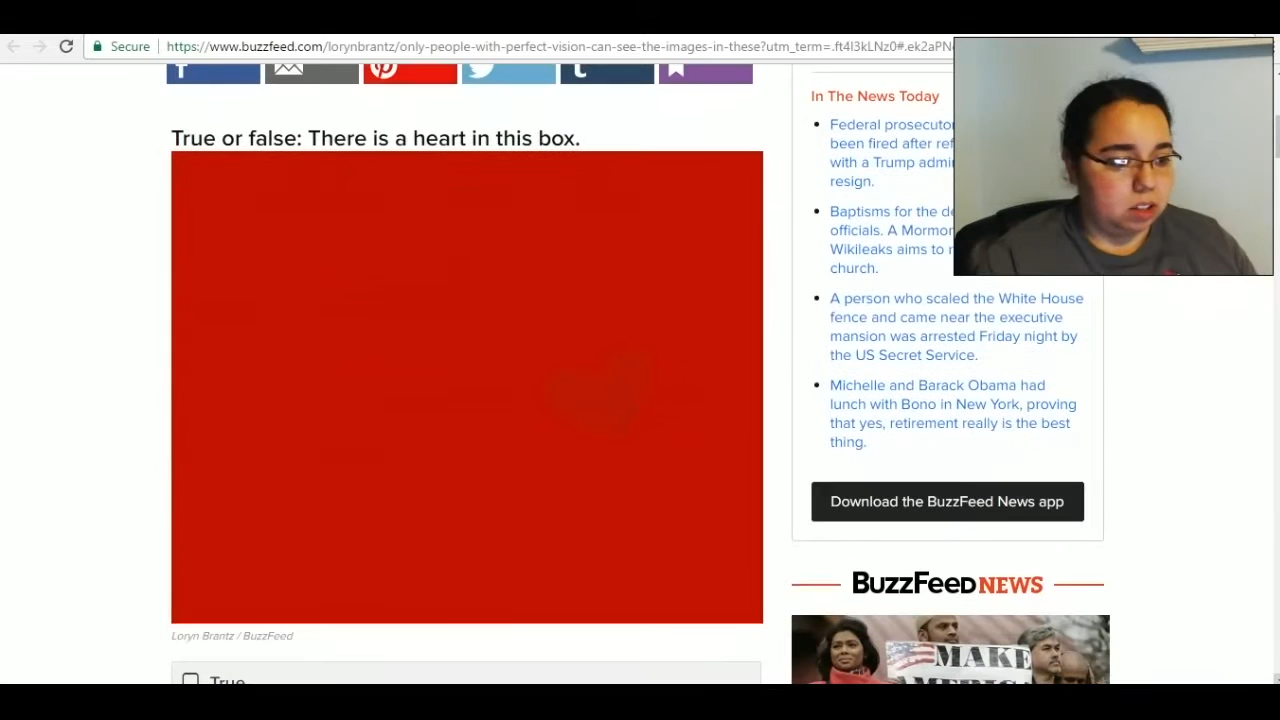 Secure
https://www.buzzfeed.com/lorynbrantz/only-people-with-perfect-vision-can-see-the-images-in-these?utm_term=.ft4l3kLNz0#.ek2aPN
True or false: There is a heart in this box.
Loryn Brantz / BuzzFeed
True
In The News Today
Federal
been fired after
with a Trump
resign.
Baptisms for the
officials. A Mormon
Wikileaks aims to
church.
A person who scaled the White House
fence and came near the executive
mansion was arrested Friday night by
the US Secret Service.
Michelle and Barack Obama had
lunch with Bono in New York, proving
that yes, retirement really is the best
thing.
Download the BuzzFeed News app
BuzzFeed NEWS
MAKE
AMERICA